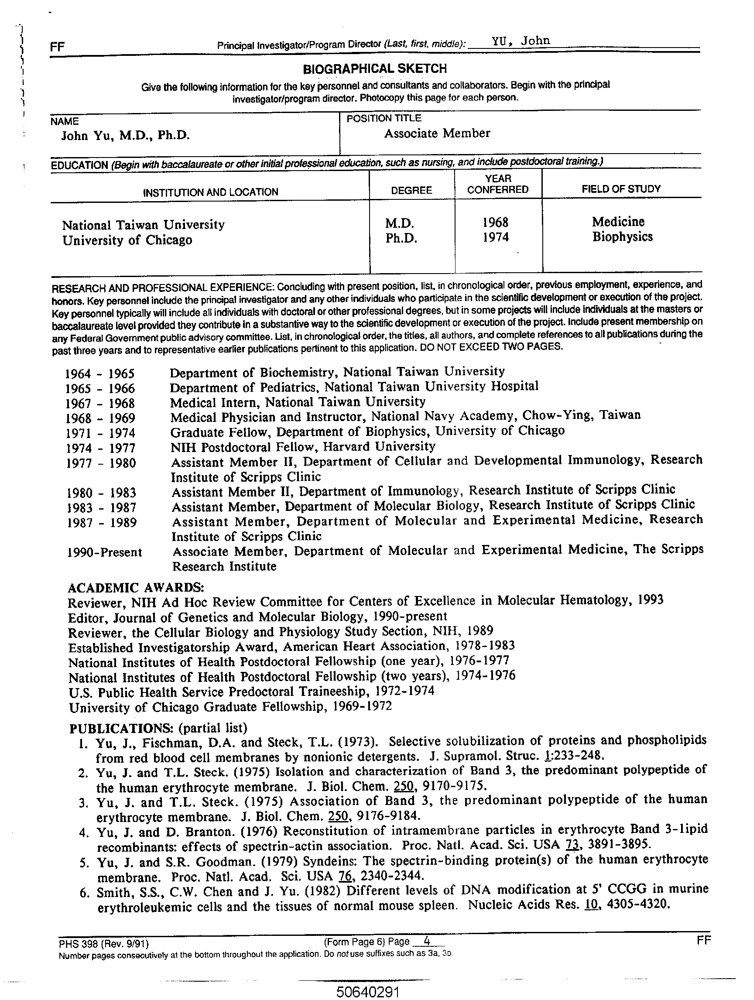 FF
Principal Investigator/Program Director (Last, first, middle): YU, John
BIOGRAPHICAL SKETCH
Give the following information for the key personnel and consultants and collaborators. Begin with the principal
investigator/program director. Photocopy this page for each person.
NAME
John Yu, M.D., Ph.D.
POSITION TITLE
Associate Member
EDUCATION (Begin with baccalaureate or other initial professional education, such as nursing, and include postdoctoral training.)
INSTITUTION AND LOCATION DEGREE YEAR CONFERRED FIELD OF STUDY
National Taiwan University M.D. 1968 Medicine
University of Chicago Ph.D. 1974 Biophysics
RESEARCH AND PROFESSIONAL EXPERIENCE: Concluding with present position, list, in chronological order, previous employment, experience, and
honors. Key personnel include the principal investigator and any other individuals who participate in the scientific development or execution of the project.
Key personnel typically will include all individuals with doctoral or other professional degrees, but in some projects will include individuals at the masters or
baccalaureate level provided they contribute in a substantive way to the scientific development or execution of the project. Include present membership on
any Federal Government public advisory committee. List, in chronological order, the titles, all authors, and complete references to all publications during the
past three years and to representative earlier publications pertinent to this application. DO NOT EXCEED TWO PAGES.
1964 - 1965 Department of Biochemistry, National Taiwan University
1965 - 1966 Department of Pediatrics, National Taiwan University Hospital
1967 - 1968 Medical Intern, National Taiwan University
1968 - 1969 Medical Physician and Instructor, National Navy Academy, Chow-Ying, Taiwan
1971 - 1974 Graduate Fellow, Department of Biophysics, University of Chicago
1974 - 1977 NIH Postdoctoral Fellow, Harvard University
1977 - 1980 Assistant Member II, Department of Cellular and Developmental Immunology, Research
Institute of Scripps Clinic
1980 - 1983 Assistant Member II, Department of Immunology, Research Institute of Scripps Clinic
1983 - 1987 Assistant Member, Department of Molecular Biology, Research Institute of Scripps Clinic
1987 - 1989 Assistant Member, Department of Molecular and Experimental Medicine, Research
Institute of Scripps Clinic
1990-Present Associate Member, Department of Molecular and Experimental Medicine, The Scripps
Research Institute
ACADEMIC AWARDS:
Reviewer, NIH Ad Hoc Review Committee for Centers of Excellence in Molecular Hematology, 1993
Editor, Journal of Genetics and Molecular Biology, 1990-present
Reviewer, the Cellular Biology and Physiology Study Section, NIH, 1989
Established Investigatorship Award, American Heart Association, 1978-1983
National Institutes of Health Postdoctoral Fellowship (one year), 1976-1977
National Institutes of Health Postdoctoral Fellowship (two years), 1974-1976
U.S. Public Health Service Predoctoral Traineeship, 1972-1974
University of Chicago Graduate Fellowship, 1969-1972
PUBLICATIONS: (partial list)
1. Yu, J., Fischman, D.A. and Steck, T.L. (1973). Selective solubilization of proteins and phospholipids
from red blood cell membranes by nonionic detergents. J. Supramol. Struc. 1:233-248.
2. Yu, J. and T.L. Steck. (1975) Isolation and characterization of Band 3, the predominant polypeptide of
the human erythrocyte membrane. J. Biol. Chem. 250, 9170-9175.
3. Yu, J. and T.L. Steck. (1975) Association of Band 3, the predominant polypeptide of the human
erythrocyte membrane. J. Biol. Chem. 250, 9176-9184.
4. Yu, J. and D. Branton. (1976) Reconstitution of intramembrane particles in erythrocyte Band 3-lipid
recombinants: effects of spectrin-actin association. Proc. Natl. Acad. Sci. USA 73, 3891-3895.
5. Yu, J. and S.R. Goodman. (1979) Syndeins: The spectrin-binding protein(s) of the human erythrocyte
membrane. Proc. Natl. Acad. Sci. USA 76, 2340-2344.
6. Smith, S.S., C.W. Chen and J. Yu. (1982) Different levels of DNA modification at 5' CCGG in murine
erythroleukemic cells and the tissues of normal mouse spleen. Nucleic Acids Res. 10, 4305-4320.
PHS 398 (Rev. 9/91) (Form Page 6) Page 4 FF
Number pages consecutively at the bottom throughout the application. Do not use suffixes such as 3a, 3b.
50640291